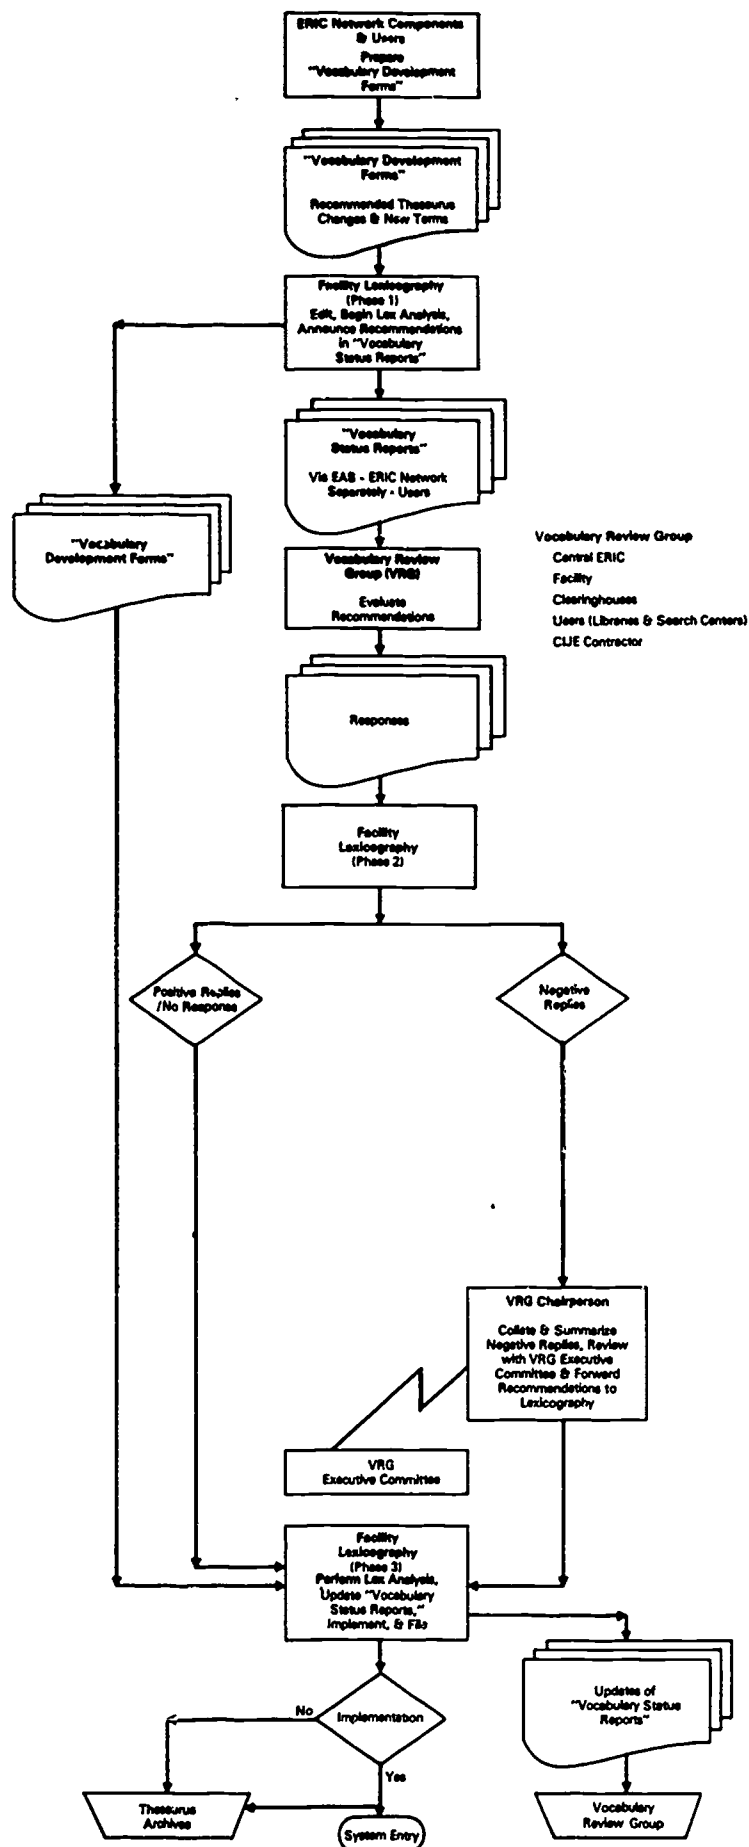 ERIC Network Components
& Users
Prepare
"Vocabulary Development
Forms"
"Vocabulary Development
Forms"
Recommended Thesaurus
Changes & New Terms
Facility Lexicography
(Phase 1)
Edit, Begin Lex Analysis,
Announce Recommendations
in "Vocabulary
Status Reports"
"Vocabulary
Status Reports"
Via EAB - ERIC Network
Separately - Users
"Vocabulary
Development Forms"
Vocabulary Review
Group (VRG)
Evaluate
Recommendations
Vocabulary Review Group
Central ERIC
Facility
Clearinghouses
Users (Libraries & Search Centers)
CIJE Contractor
Responses
Facility
Lexicography
(Phase 2)
Positive Replies
/No Response
Negative
Replies
VRG Chairperson
Collate & Summarize
Negative Replies, Review
with VRG Executive
Committee & Forward
Recommendations to
Lexicography
VRG
Executive Committee
Facility
Lexicography
(Phase 3)
Perform Lex Analysis,
Update "Vocabulary
Status Reports,"
Implement, & File
No
Implementation
Yes
Updates of
"Vocabulary Status
Reports"
Thesaurus
Archives
System Entry
Vocabulary
Review Group